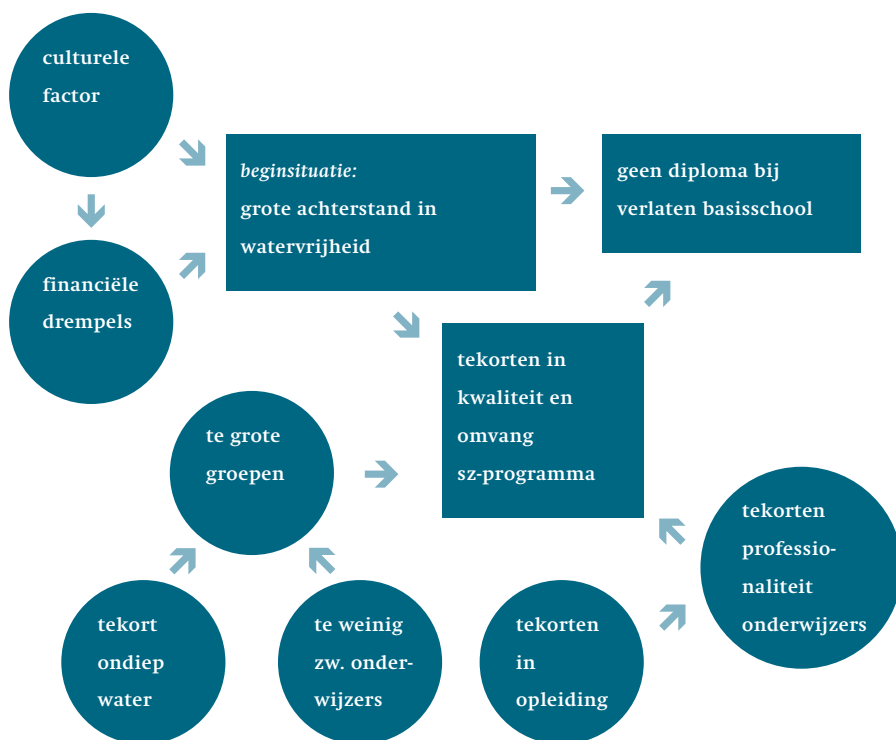 culturele
factor
beginsituatie:
grote achterstand in
watervrijheid
geen diploma bij
verlaten basisschool
financiële
drempels
tekorten in
kwaliteit en
omvang
sz-programma
te grote
groepen
tekorten
professio-
naliteit
onderwijzers
tekort
ondiep
water
te weinig
zw. onder-
wijzers
tekorten
in
opleiding